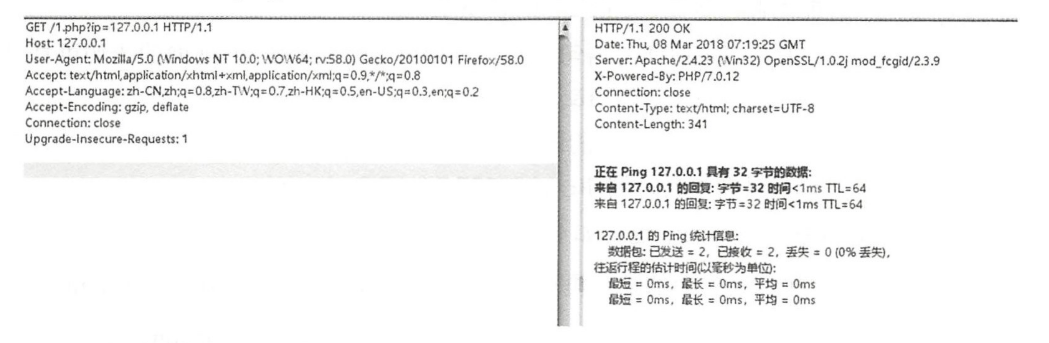 GET /1.php?ip=127.0.0.1 HTTP/1.1
Host: 127.0.0.1
User-Agent: Mozilla/5.0 (Windows NT 10.0; WOW64; rv:58.0) Gecko/20100101 Firefox/58.0
Accept: text/html,application/xhtml+xml,application/xml;q=0.9,*/*;q=0.8
Accept-Language: zh-CN,zh;q=0.8,zh-TW;q=0.7,zh-HK;q=0.5,en-US;q=0.3,en;q=0.2
Accept-Encoding: gzip, deflate
Connection: close
Upgrade-Insecure-Requests: 1
HTTP/1.1 200 OK
Date: Thu, 08 Mar 2018 07:19:25 GMT
Server: Apache/2.4.23 (Win32) OpenSSL/1.0.2j mod_fcgid/2.3.9
X-Powered-By: PHP/7.0.12
Connection: close
Content-Type: text/html; charset=UTF-8
Content-Length: 341
正在 Ping 127.0.0.1 具有 32 字节的数据:
来自 127.0.0.1 的回复: 字节=32 时间<1ms TTL=64
来自 127.0.0.1 的回复: 字节=32 时间<1ms TTL=64
127.0.0.1 的 Ping 统计信息:
数据包: 已发送 = 2，已接收 = 2，丢失 = 0 (0% 丢失)，
往返行程的估计时间(以毫秒为单位):
最短 = 0ms，最长 = 0ms，平均 = 0ms
最短 = 0ms，最长 = 0ms，平均 = 0ms